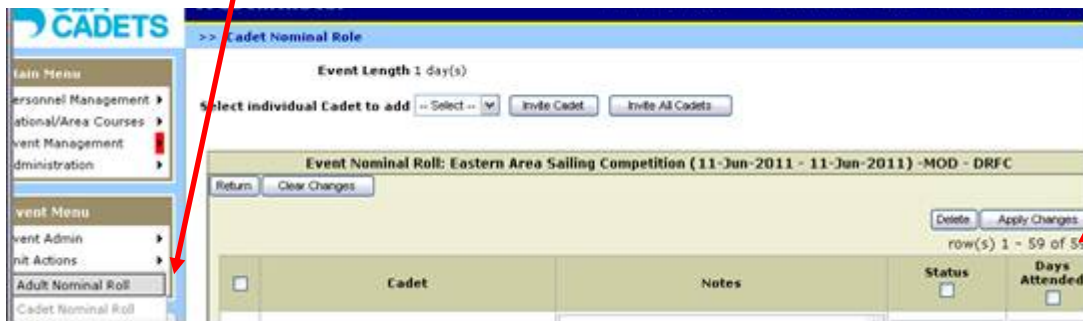 CADETS
>> Cadet Nominal Role
ain Menu
ersonnel Management
ational/Area Courses
vent Management
dministration
Event Length 1 day(s)
Select individual Cadet to add -- Select -- Invite Cadet Invite All Cadets
Event Nominal Roll: Eastern Area Sailing Competition (11-Jun-2011 - 11-Jun-2011) -MOD - DRFC
Return Clear Changes
Delete Apply Changes
row(s) 1 - 59 of 59
vent Menu
vent Admin
nit Actions
Adult Nominal Roll
Cadet Nominal Roll
Cadet Notes Status Days Attended